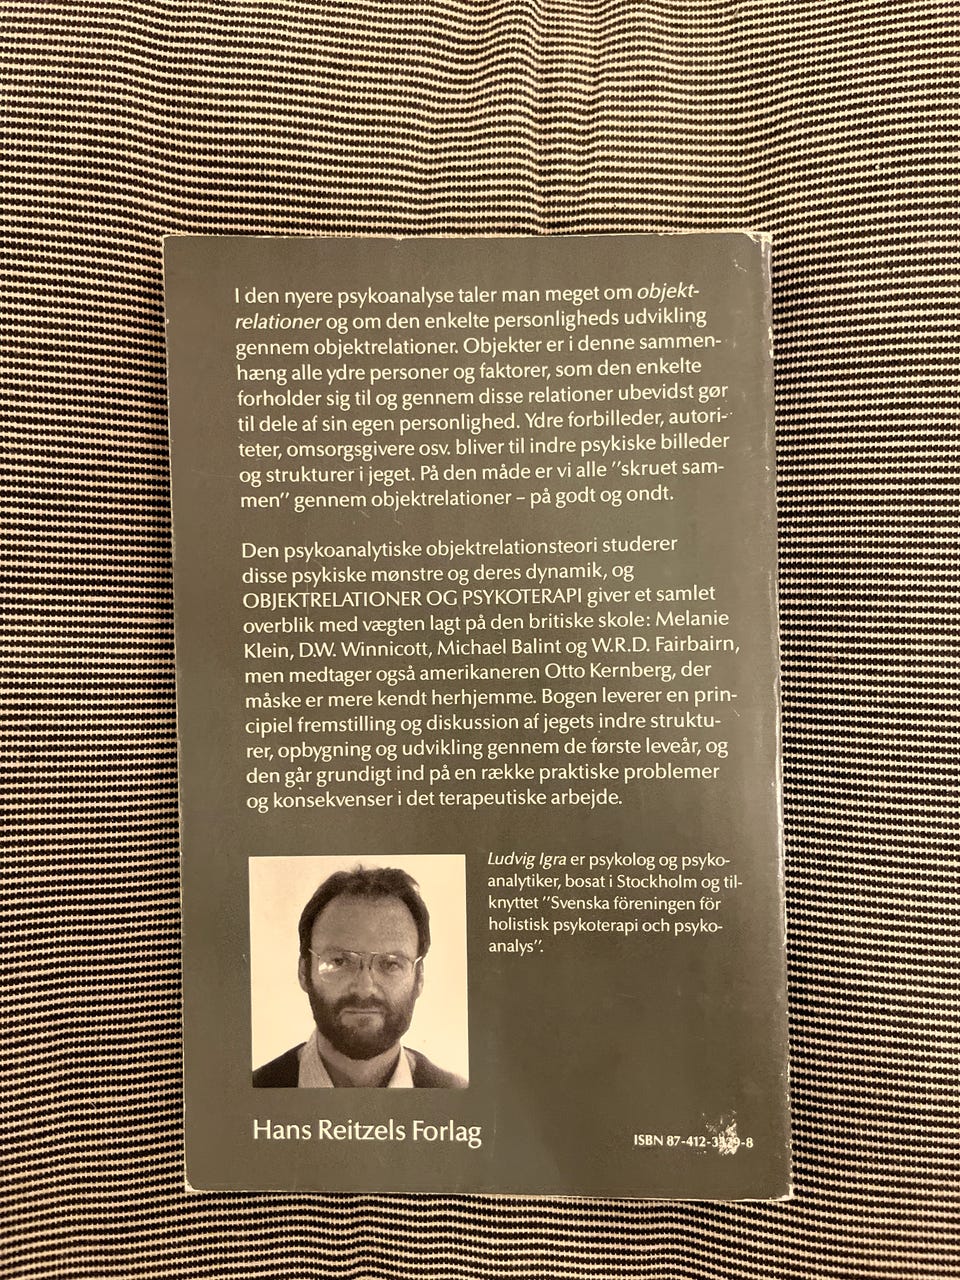 I den nyere psykoanalyse taler man meget om objekt-
relationer og om den enkelte personligheds udvikling
gennem objektrelationer. Objekter er i denne sammen-
hæng alle ydre personer og faktorer, som den enkelte
forholder sig til og gennem disse relationer ubevidst gør
til dele af sin egen personlighed. Ydre forbilleder, autori-
teter, omsorgsgivere osv. bliver til indre psykiske billeder
og strukturer i jeget. På den måde er vi alle "skruet sam-
men" gennem objektrelationer – på godt og ondt.
Den psykoanalytiske objektrelationsteori studerer
disse psykiske mønstre og deres dynamik, og
OBJEKTRELATIONER OG PSYKOTERAPI giver et samlet
overblik med vægten lagt på den britiske skole: Melanie
Klein, D.W. Winnicott, Michael Balint og W.R.D. Fairbairn,
men medtager også amerikaneren Otto Kernberg, der
måske er mere kendt herhjemme. Bogen leverer en prin-
cipiel fremstilling og diskussion af jegets indre struktu-
rer, opbygning og udvikling gennem de første leveår, og
den går grundigt ind på en række praktiske problemer
og konsekvenser i det terapeutiske arbejde.
Ludvig Igra er psykolog og psyko-
analytiker, bosat i Stockholm og til-
knyttet "Svenska föreningen för
holistisk psykoterapi och psyko-
analys".
Hans Reitzels Forlag
ISBN